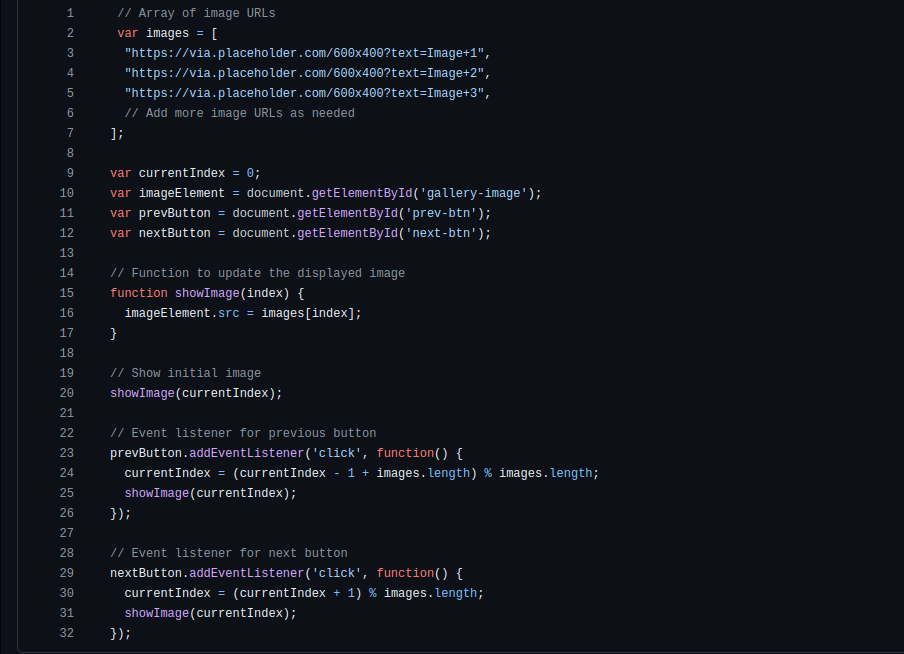 1 // Array of image URLs
2 var images = [
3 "https://via.placeholder.com/600x400?text=Image+1",
4 "https://via.placeholder.com/600x400?text=Image+2",
5 "https://via.placeholder.com/600x400?text=Image+3",
6 // Add more image URLs as needed
7 ];
8
9 var currentIndex = 0;
10 var imageElement = document.getElementById('gallery-image');
11 var prevButton = document.getElementById('prev-btn');
12 var nextButton = document.getElementById('next-btn');
13
14 // Function to update the displayed image
15 function showImage(index) {
16 imageElement.src = images[index];
17 }
18
19 // Show initial image
20 showImage(currentIndex);
21
22 // Event listener for previous button
23 prevButton.addEventListener('click', function() {
24 currentIndex = (currentIndex - 1 + images.length) % images.length;
25 showImage(currentIndex);
26 });
27
28 // Event listener for next button
29 nextButton.addEventListener('click', function() {
30 currentIndex = (currentIndex + 1) % images.length;
31 showImage(currentIndex);
32 });